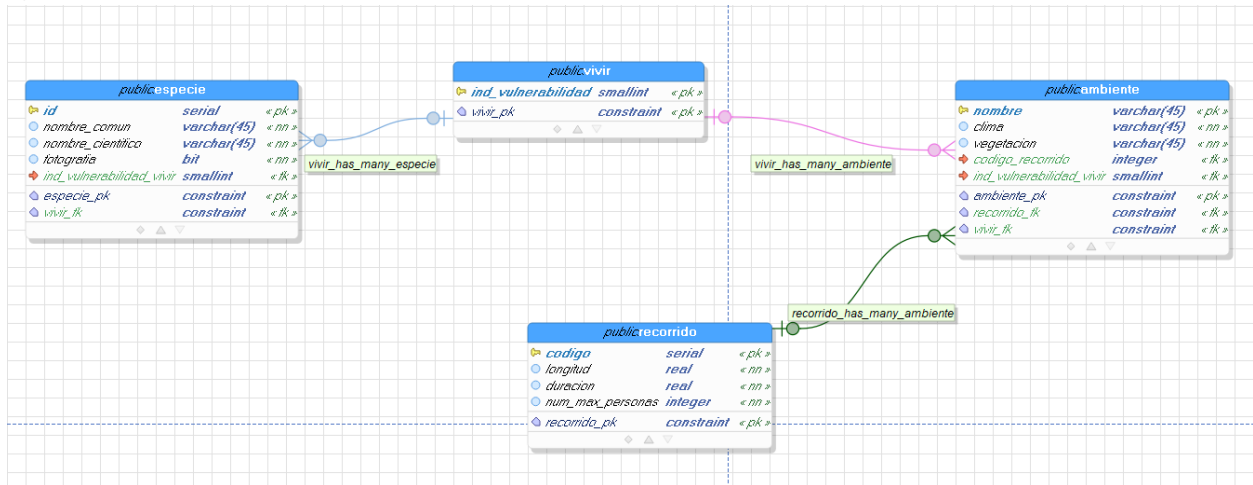 public.especie
id serial « pk »
nombre_comun varchar(45) « nn »
nombre_cientifico varchar(45) « nn »
fotografia bit « nn »
ind_vulnerabilidad_vivir smallint « fk »
especie_pk constraint « pk »
vivir_fk constraint « fk »
vivir_has_many_especie
public.vivir
ind_vulnerabilidad smallint « pk »
vivir_pk constraint « pk »
vivir_has_many_ambiente
public.ambiente
nombre varchar(45) « pk »
clima varchar(45) « nn »
vegetacion varchar(45) « nn »
codigo_recorrido integer « fk »
ind_vulnerabilidad_vivir smallint « fk »
ambiente_pk constraint « pk »
recorrido_fk constraint « fk »
vivir_fk constraint « fk »
recorrido_has_many_ambiente
public.recorrido
codigo serial « pk »
longitud real « nn »
duracion real « nn »
num_max_personas integer « nn »
recorrido_pk constraint « pk »